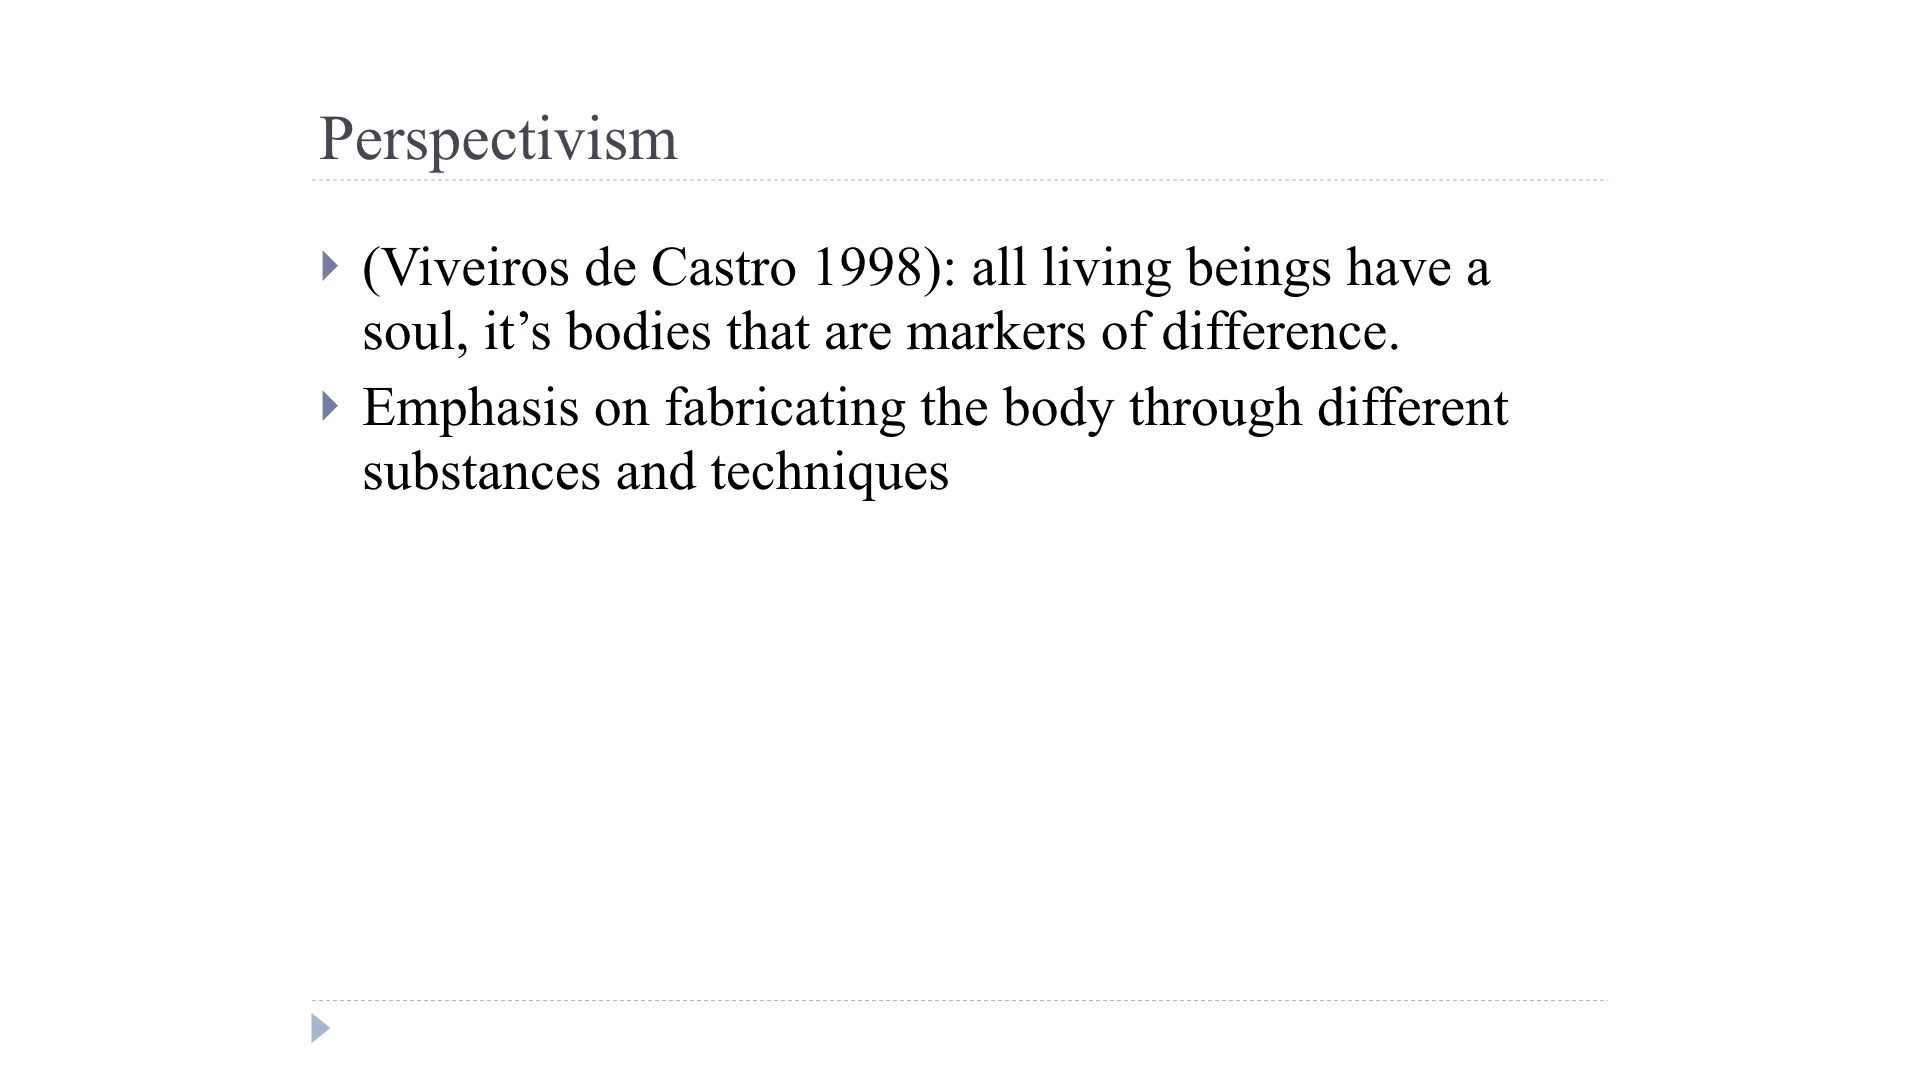 Perspectivism
(Viveiros de Castro 1998): all living beings have a
soul, it’s bodies that are markers of difference.
Emphasis on fabricating the body through different
substances and techniques